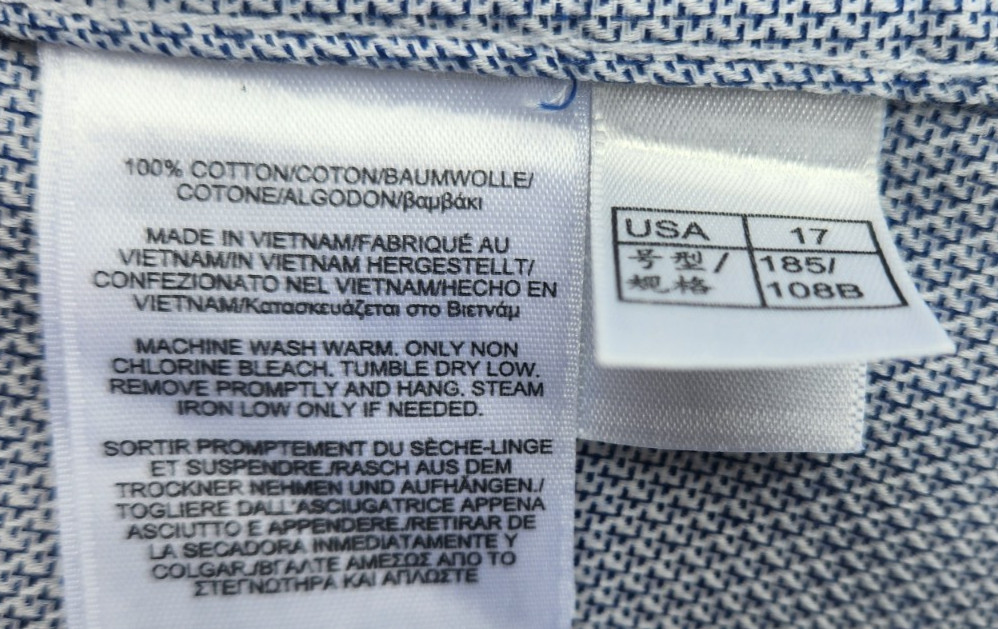 100% COTTON/COTON/BAUMWOLLE/
COTONE/ALGODON/βαμβάκι
MADE IN VIETNAM/FABRIQUÉ AU
VIETNAM/IN VIETNAM HERGESTELLT/
CONFEZIONATO NEL VIETNAM/HECHO EN
VIETNAM/Κατασκευάζεται στο Βιετνάμ
MACHINE WASH WARM. ONLY NON
CHLORINE BLEACH. TUMBLE DRY LOW.
REMOVE PROMPTLY AND HANG. STEAM
IRON LOW ONLY IF NEEDED.
SORTIR PROMPTEMENT DU SÈCHE-LINGE
ET SUSPENDRE./RASCH AUS DEM
TROCKNER NEHMEN UND AUFHÄNGEN./
TOGLIERE DALL'ASCIUGATRICE APPENA
ASCIUTTO E APPENDERE./RETIRAR DE
LA SECADORA INMEDIATAMENTE Y
COLGAR./ΒΓΑΛΤΕ ΑΜΕΣΩΣ ΑΠΟ ΤΟ
ΣΤΕΓΝΩΤΗΡΑ ΚΑΙ ΑΠΛΩΣΤΕ
USA 17
号型/ 185/
规格 108B